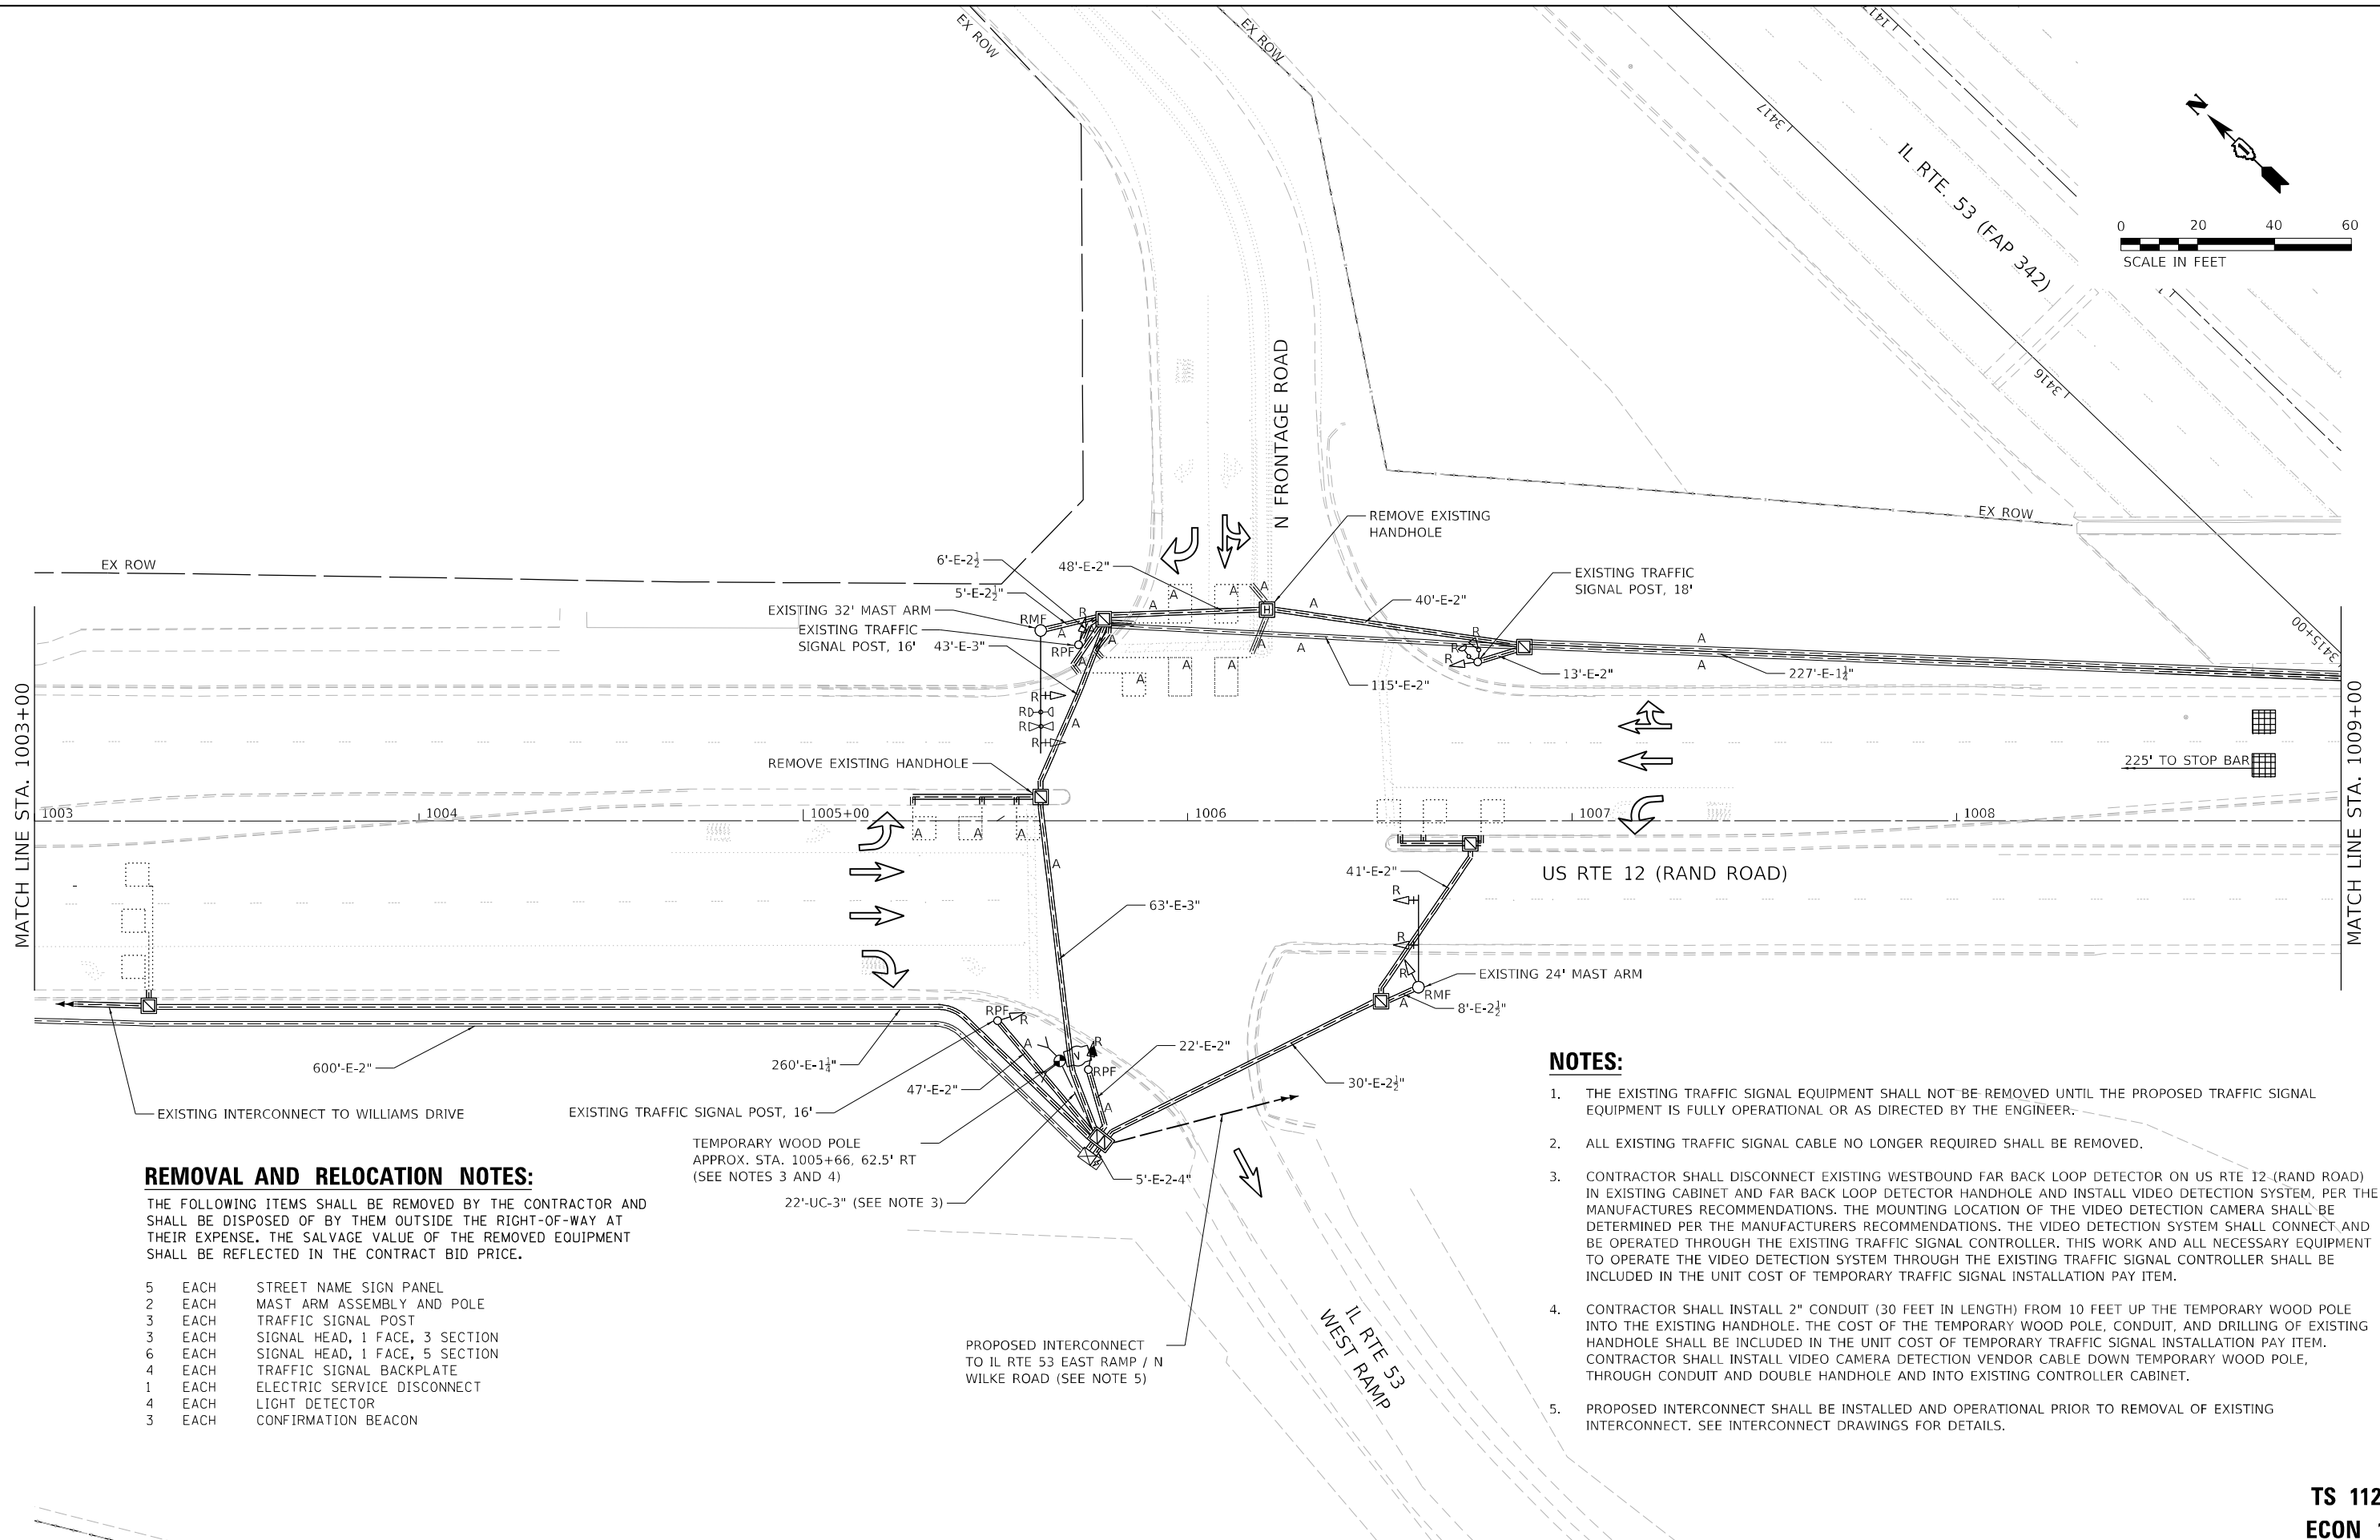 EX ROW
EX ROW
1417
3417
IL RTE. 53 (FAP 342)
N
0 20 40 60
SCALE IN FEET
3416
3415+00
N FRONTAGE ROAD
REMOVE EXISTING
HANDHOLE
EX ROW
EX ROW
6'-E-2½
48'-E-2"
5'-E-2½"
EXISTING 32' MAST ARM
RMF
EXISTING TRAFFIC
SIGNAL POST, 16'
43'-E-3"
RPF
R
A
A
A
A
A
A
A
A
H
A
A
40'-E-2"
EXISTING TRAFFIC
SIGNAL POST, 18'
R
R
R
13'-E-2"
115'-E-2"
A
A
227'-E-1¼"
A
A
A
R
R
R
R
A
REMOVE EXISTING HANDHOLE
225' TO STOP BAR
MATCH LINE STA. 1003+00
MATCH LINE STA. 1009+00
1003
1004
1005+00
1006
1007
1008
A
A
A
A
US RTE 12 (RAND ROAD)
41'-E-2"
R
63'-E-3"
R
R
EXISTING 24' MAST ARM
RMF
A
8'-E-2½"
RPF
R
A
N
R
RPF
22'-E-2"
A
30'-E-2½"
600'-E-2"
260'-E-1¼"
47'-E-2"
EXISTING INTERCONNECT TO WILLIAMS DRIVE
EXISTING TRAFFIC SIGNAL POST, 16'
TEMPORARY WOOD POLE
APPROX. STA. 1005+66, 62.5' RT
(SEE NOTES 3 AND 4)
22'-UC-3" (SEE NOTE 3)
5'-E-2-4"
PROPOSED INTERCONNECT
TO IL RTE 53 EAST RAMP / N
WILKE ROAD (SEE NOTE 5)
IL RTE 53
WEST RAMP
REMOVAL AND RELOCATION NOTES:
THE FOLLOWING ITEMS SHALL BE REMOVED BY THE CONTRACTOR AND
SHALL BE DISPOSED OF BY THEM OUTSIDE THE RIGHT-OF-WAY AT
THEIR EXPENSE. THE SALVAGE VALUE OF THE REMOVED EQUIPMENT
SHALL BE REFLECTED IN THE CONTRACT BID PRICE.
5 EACH STREET NAME SIGN PANEL
2 EACH MAST ARM ASSEMBLY AND POLE
3 EACH TRAFFIC SIGNAL POST
3 EACH SIGNAL HEAD, 1 FACE, 3 SECTION
6 EACH SIGNAL HEAD, 1 FACE, 5 SECTION
4 EACH TRAFFIC SIGNAL BACKPLATE
1 EACH ELECTRIC SERVICE DISCONNECT
4 EACH LIGHT DETECTOR
3 EACH CONFIRMATION BEACON
NOTES:
1. THE EXISTING TRAFFIC SIGNAL EQUIPMENT SHALL NOT BE REMOVED UNTIL THE PROPOSED TRAFFIC SIGNAL
EQUIPMENT IS FULLY OPERATIONAL OR AS DIRECTED BY THE ENGINEER.
2. ALL EXISTING TRAFFIC SIGNAL CABLE NO LONGER REQUIRED SHALL BE REMOVED.
3. CONTRACTOR SHALL DISCONNECT EXISTING WESTBOUND FAR BACK LOOP DETECTOR ON US RTE 12 (RAND ROAD)
IN EXISTING CABINET AND FAR BACK LOOP DETECTOR HANDHOLE AND INSTALL VIDEO DETECTION SYSTEM, PER THE
MANUFACTURES RECOMMENDATIONS. THE MOUNTING LOCATION OF THE VIDEO DETECTION CAMERA SHALL BE
DETERMINED PER THE MANUFACTURERS RECOMMENDATIONS. THE VIDEO DETECTION SYSTEM SHALL CONNECT AND
BE OPERATED THROUGH THE EXISTING TRAFFIC SIGNAL CONTROLLER. THIS WORK AND ALL NECESSARY EQUIPMENT
TO OPERATE THE VIDEO DETECTION SYSTEM THROUGH THE EXISTING TRAFFIC SIGNAL CONTROLLER SHALL BE
INCLUDED IN THE UNIT COST OF TEMPORARY TRAFFIC SIGNAL INSTALLATION PAY ITEM.
4. CONTRACTOR SHALL INSTALL 2" CONDUIT (30 FEET IN LENGTH) FROM 10 FEET UP THE TEMPORARY WOOD POLE
INTO THE EXISTING HANDHOLE. THE COST OF THE TEMPORARY WOOD POLE, CONDUIT, AND DRILLING OF EXISTING
HANDHOLE SHALL BE INCLUDED IN THE UNIT COST OF TEMPORARY TRAFFIC SIGNAL INSTALLATION PAY ITEM.
CONTRACTOR SHALL INSTALL VIDEO CAMERA DETECTION VENDOR CABLE DOWN TEMPORARY WOOD POLE,
THROUGH CONDUIT AND DOUBLE HANDHOLE AND INTO EXISTING CONTROLLER CABINET.
5. PROPOSED INTERCONNECT SHALL BE INSTALLED AND OPERATIONAL PRIOR TO REMOVAL OF EXISTING
INTERCONNECT. SEE INTERCONNECT DRAWINGS FOR DETAILS.
TS 112
ECON